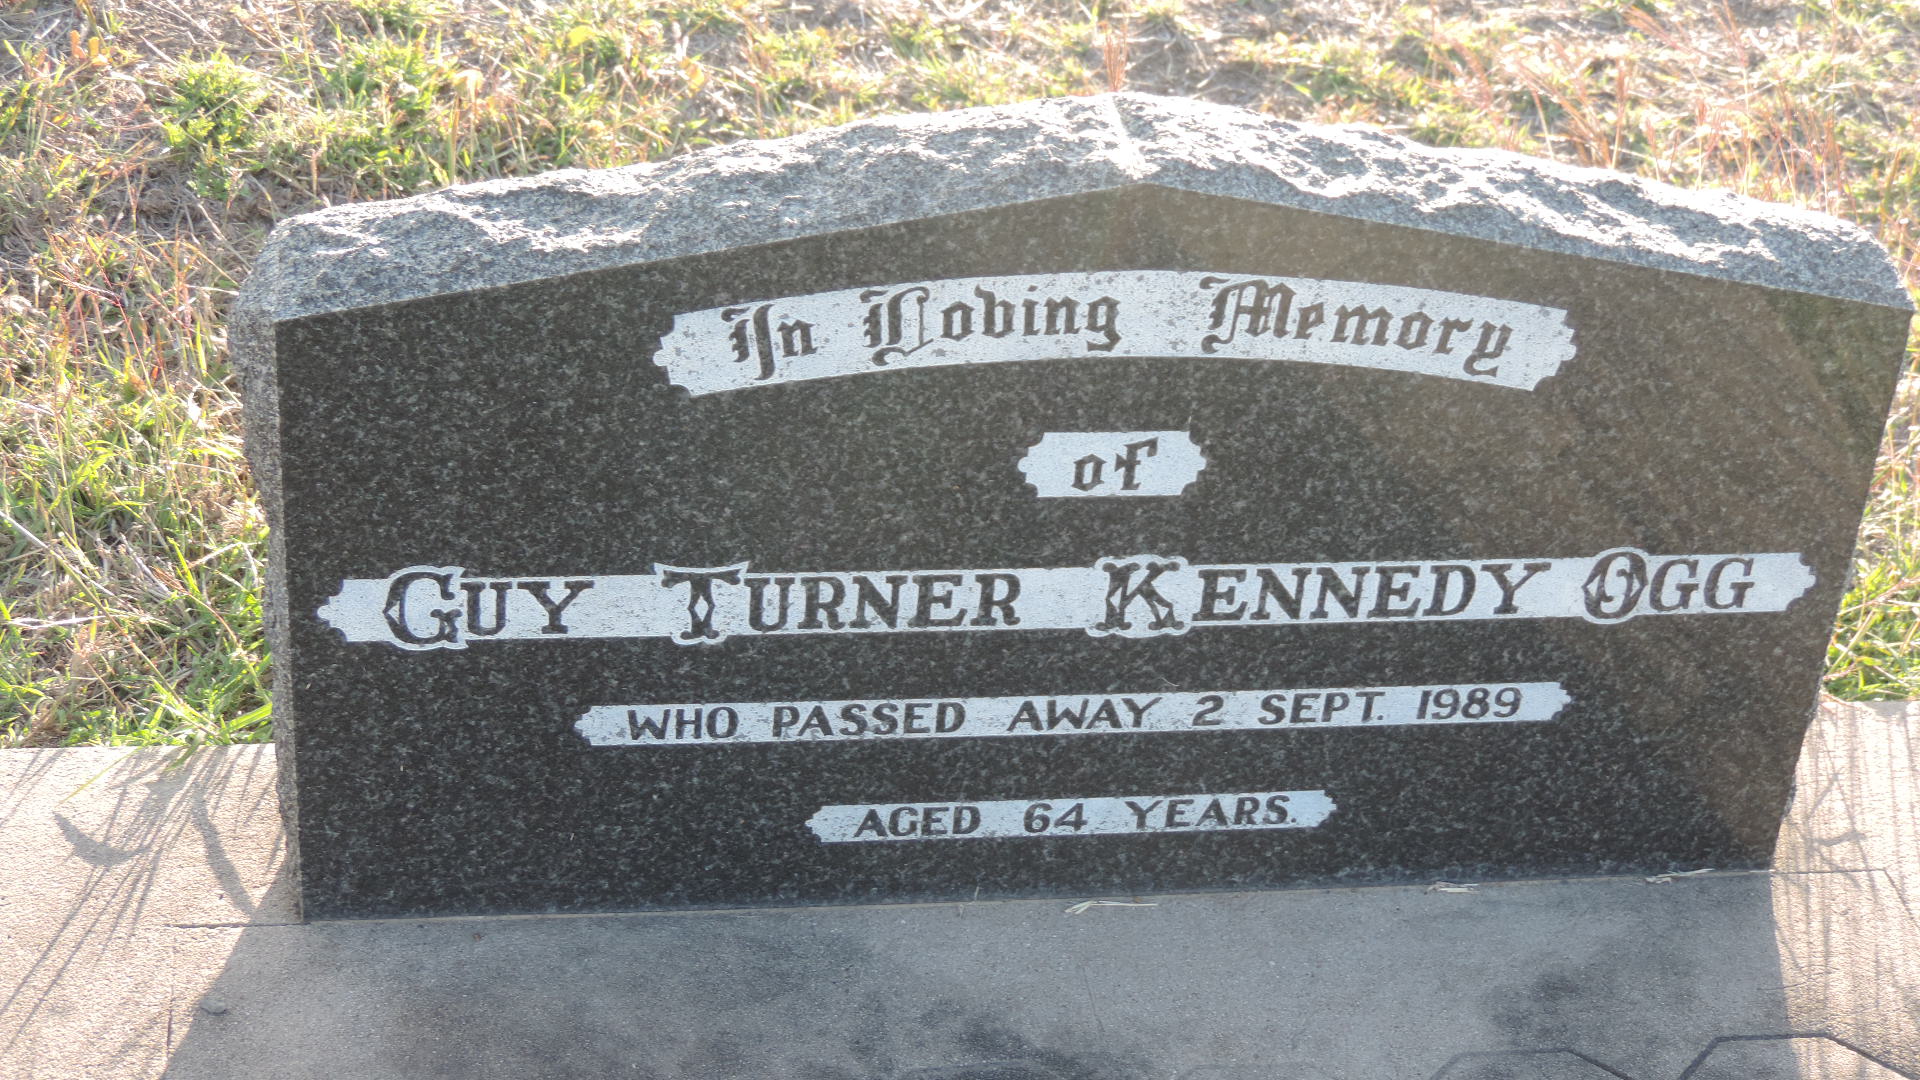 In Loving Memory
of
GUY TURNER KENNEDY OGG
WHO PASSED AWAY 2 SEPT. 1989
AGED 64 YEARS.